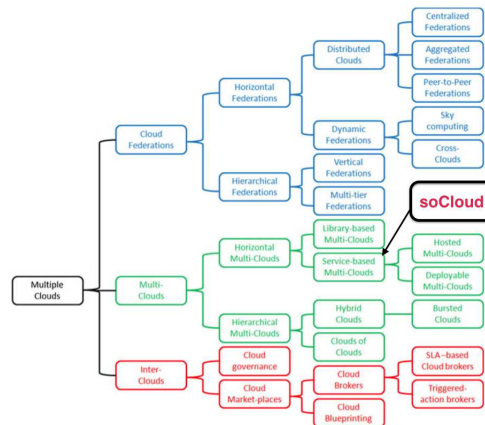 Centralized
Federations
Distributed
Clouds
Aggregated
Federations
Horizontal
Federations
Peer-to-Peer
Federations
Cloud
Federations
Dynamic
Federations
Sky
computing
Cross-
Clouds
Hierarchical
Federations
Vertical
Federations
Multi-tier
Federations
soCloud
Library-based
Multi-Clouds
Horizontal
Multi-Clouds
Service-based
Multi-Clouds
Hosted
Multi-Clouds
Deployable
Multi-Clouds
Multiple
Clouds
Multi-
Clouds
Hierarchical
Multi-Clouds
Hybrid
Clouds
Bursted
Clouds
Clouds of
Clouds
Inter-
Clouds
Cloud
governance
Cloud
Market-places
Cloud
Brokers
SLA–based
Cloud brokers
Triggered-
action brokers
Cloud
Blueprinting